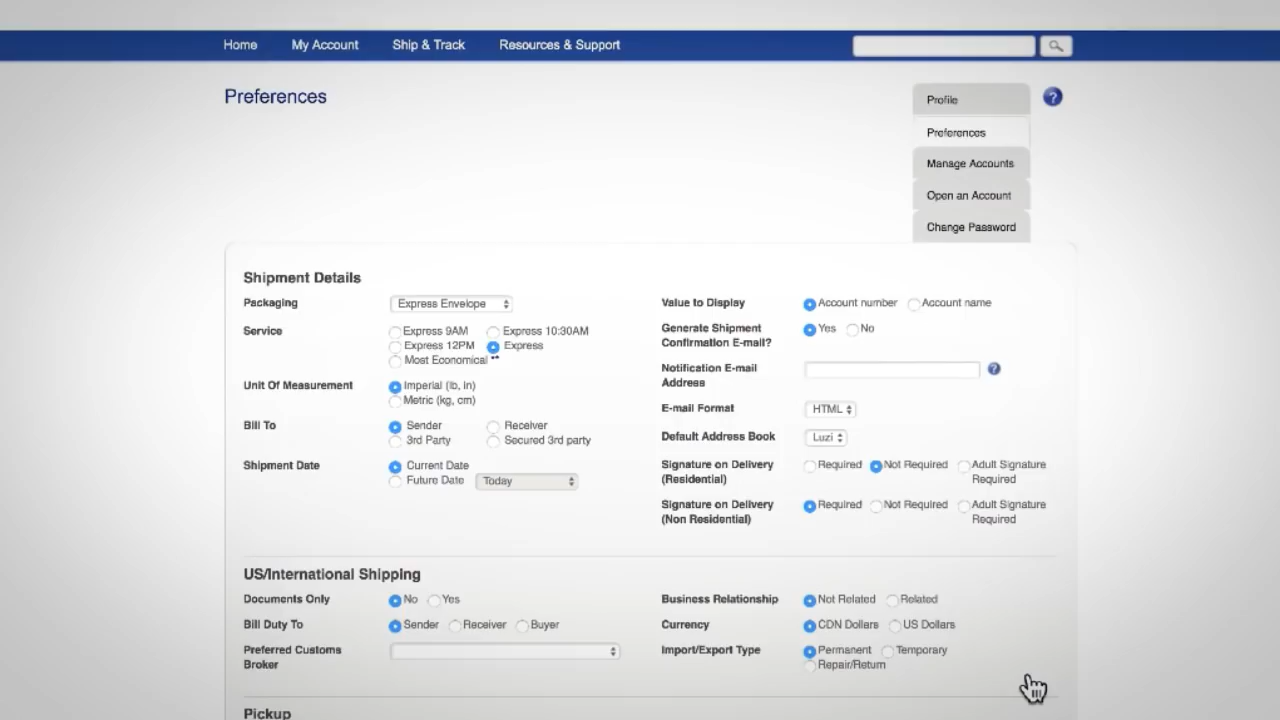 Home My Account Ship & Track Resources & Support
Preferences
Profile
Preferences
Manage Accounts
Open an Account
Change Password
Shipment Details
Packaging Express Envelope
Service Express 9AM Express 10:30AM
Express 12PM Express
Most Economical **
Unit Of Measurement Imperial (lb, in)
Metric (kg, cm)
Bill To Sender Receiver
3rd Party Secured 3rd party
Shipment Date Current Date
Future Date Today
Value to Display Account number Account name
Generate Shipment Yes No
Confirmation E-mail?
Notification E-mail ?
Address
E-mail Format HTML
Default Address Book Luzi
Signature on Delivery Required Not Required Adult Signature
(Residential) Required
Signature on Delivery Required Not Required Adult Signature
(Non Residential) Required
US/International Shipping
Documents Only No Yes
Bill Duty To Sender Receiver Buyer
Preferred Customs
Broker
Business Relationship Not Related Related
Currency CDN Dollars US Dollars
Import/Export Type Permanent Temporary
Repair/Return
Pickup